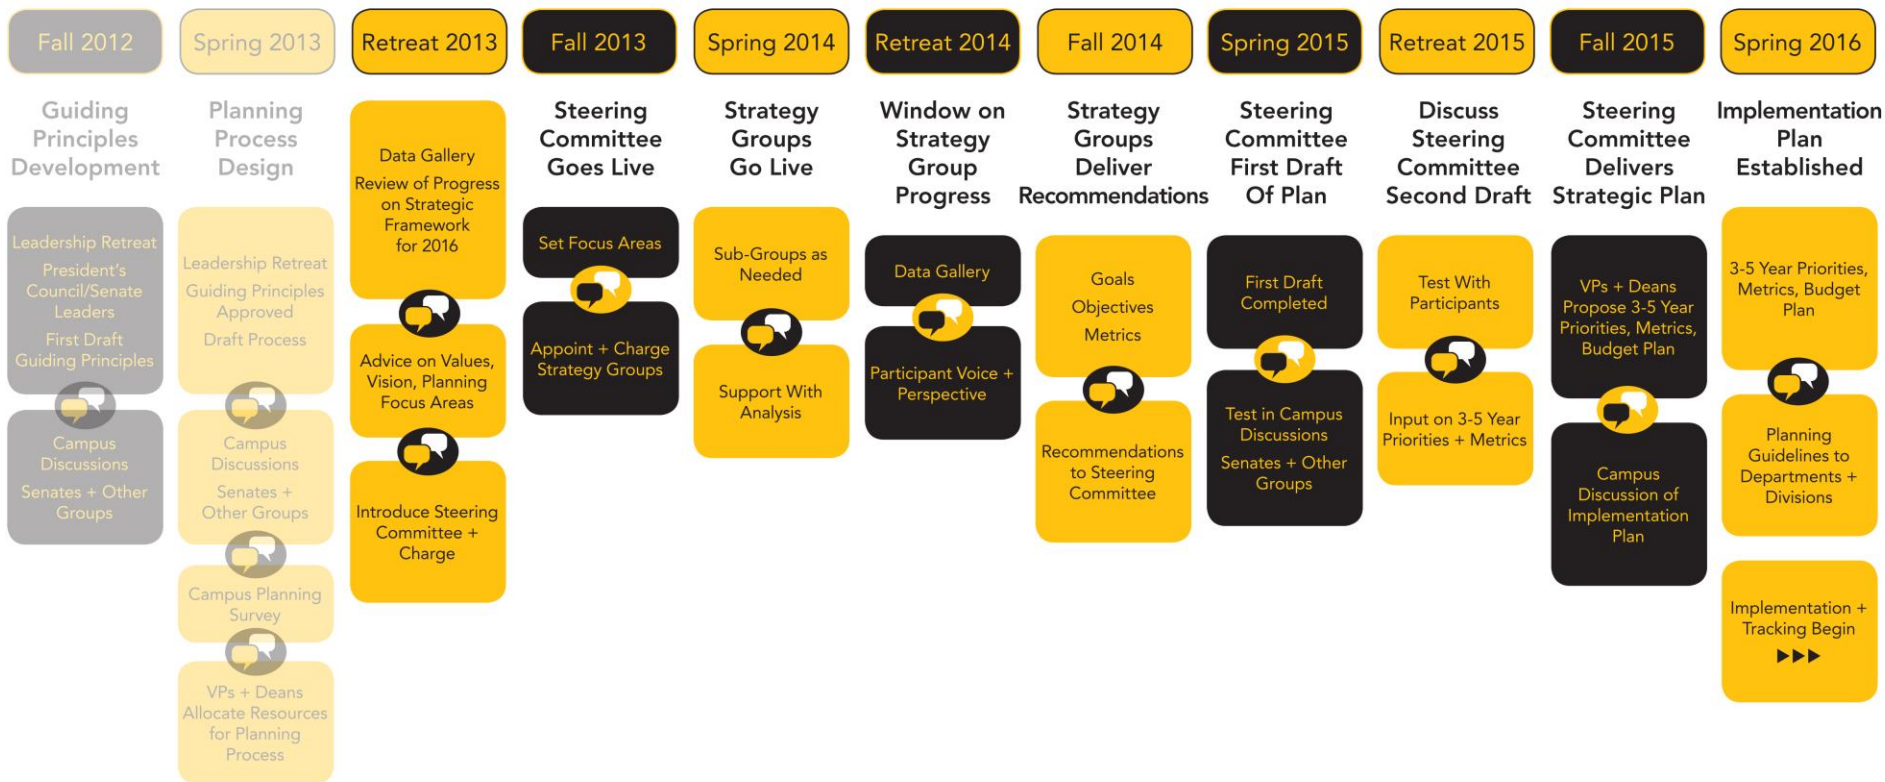 Fall 2012
Spring 2013
Retreat 2013
Fall 2013
Spring 2014
Retreat 2014
Fall 2014
Spring 2015
Retreat 2015
Fall 2015
Spring 2016
Guiding
Principles
Development
Leadership Retreat
President's
Council/Senate
Leaders
First Draft
Guiding Principles
Campus
Discussions
Senates + Other
Groups
Planning
Process
Design
Leadership Retreat
Guiding Principles
Approved
Draft Process
Campus
Discussions
Senates +
Other Groups
Campus Planning
Survey
VPs + Deans
Allocate Resources
for Planning
Process
Data Gallery
Review of Progress
on Strategic
Framework
for 2016
Advice on Values,
Vision, Planning
Focus Areas
Introduce Steering
Committee +
Charge
Steering
Committee
Goes Live
Set Focus Areas
Appoint + Charge
Strategy Groups
Strategy
Groups
Go Live
Sub-Groups as
Needed
Support With
Analysis
Window on
Strategy
Group
Progress
Data Gallery
Participant Voice +
Perspective
Strategy
Groups
Deliver
Recommendations
Goals
Objectives
Metrics
Recommendations
to Steering
Committee
Steering
Committee
First Draft
Of Plan
First Draft
Completed
Test in Campus
Discussions
Senates + Other
Groups
Discuss
Steering
Committee
Second Draft
Test With
Participants
Input on 3-5 Year
Priorities + Metrics
Steering
Committee
Delivers
Strategic Plan
VPs + Deans
Propose 3-5 Year
Priorities, Metrics,
Budget Plan
Campus
Discussion of
Implementation
Plan
Implementation
Plan
Established
3-5 Year Priorities,
Metrics, Budget
Plan
Planning
Guidelines to
Departments +
Divisions
Implementation +
Tracking Begin